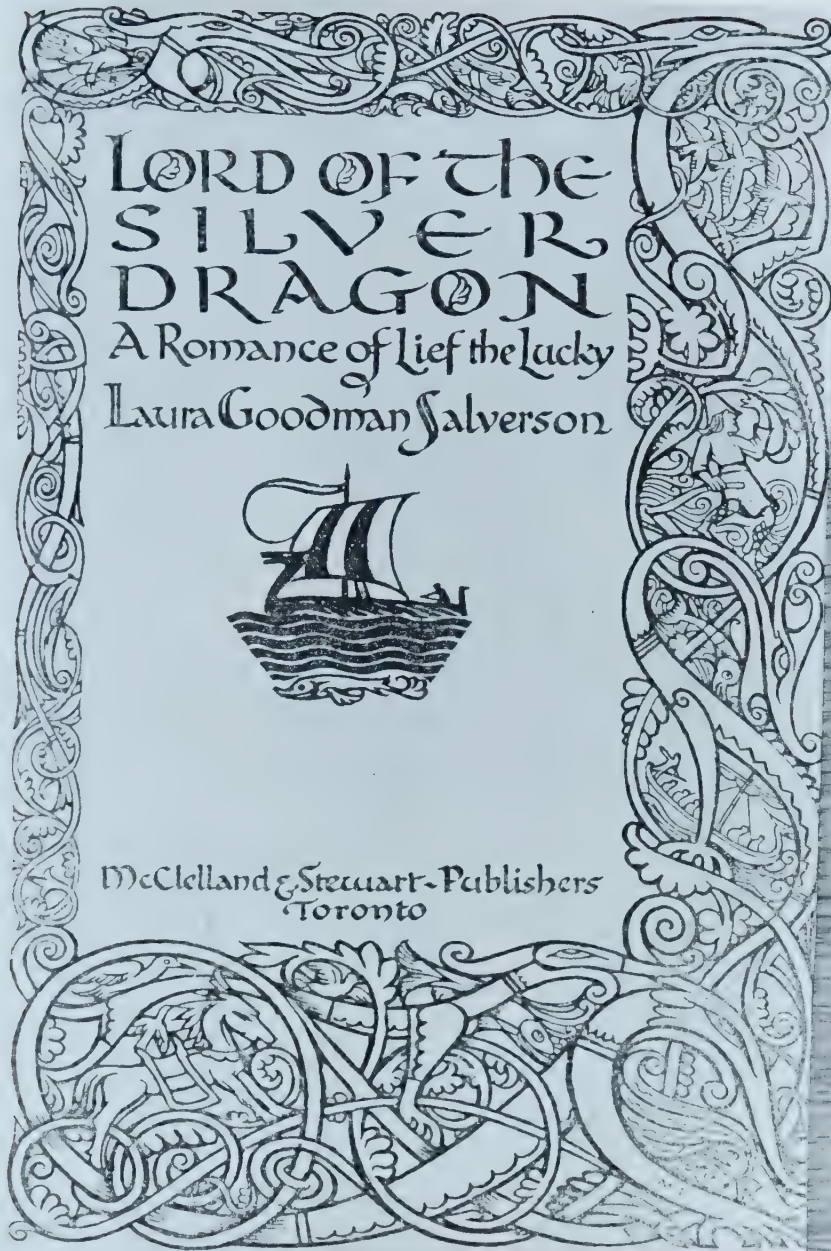 LORD OF the
SILVER
DRAGON
A Romance of Lief the Lucky
Laura Goodman Salverson
McClelland & Stewart-Publishers
Toronto